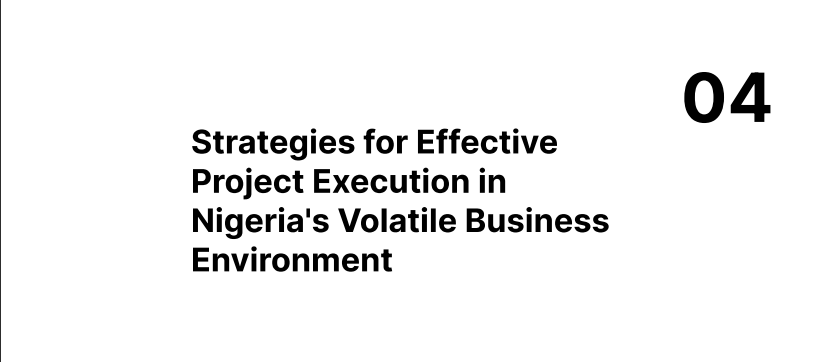 04
Strategies for Effective
Project Execution in
Nigeria's Volatile Business
Environment